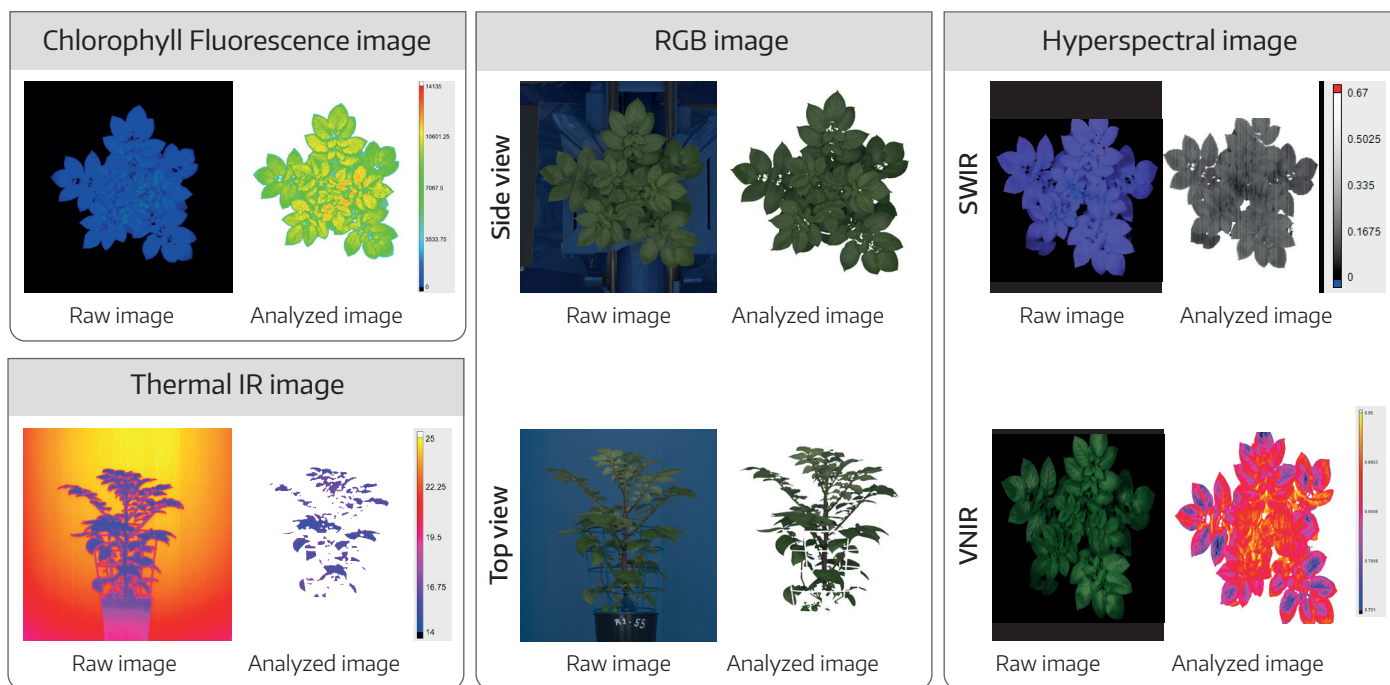 Chlorophyll Fluorescence image
14135
10601.25
7067.5
3533.75
0
Raw image
Analyzed image
Thermal IR image
25
22.25
19.5
16.75
14
Raw image
Analyzed image
RGB image
Side view
Raw image
Analyzed image
Top view
R1-55
Raw image
Analyzed image
Hyperspectral image
SWIR
0.67
0.5025
0.335
0.1675
0
Raw image
Analyzed image
VNIR
Raw image
Analyzed image